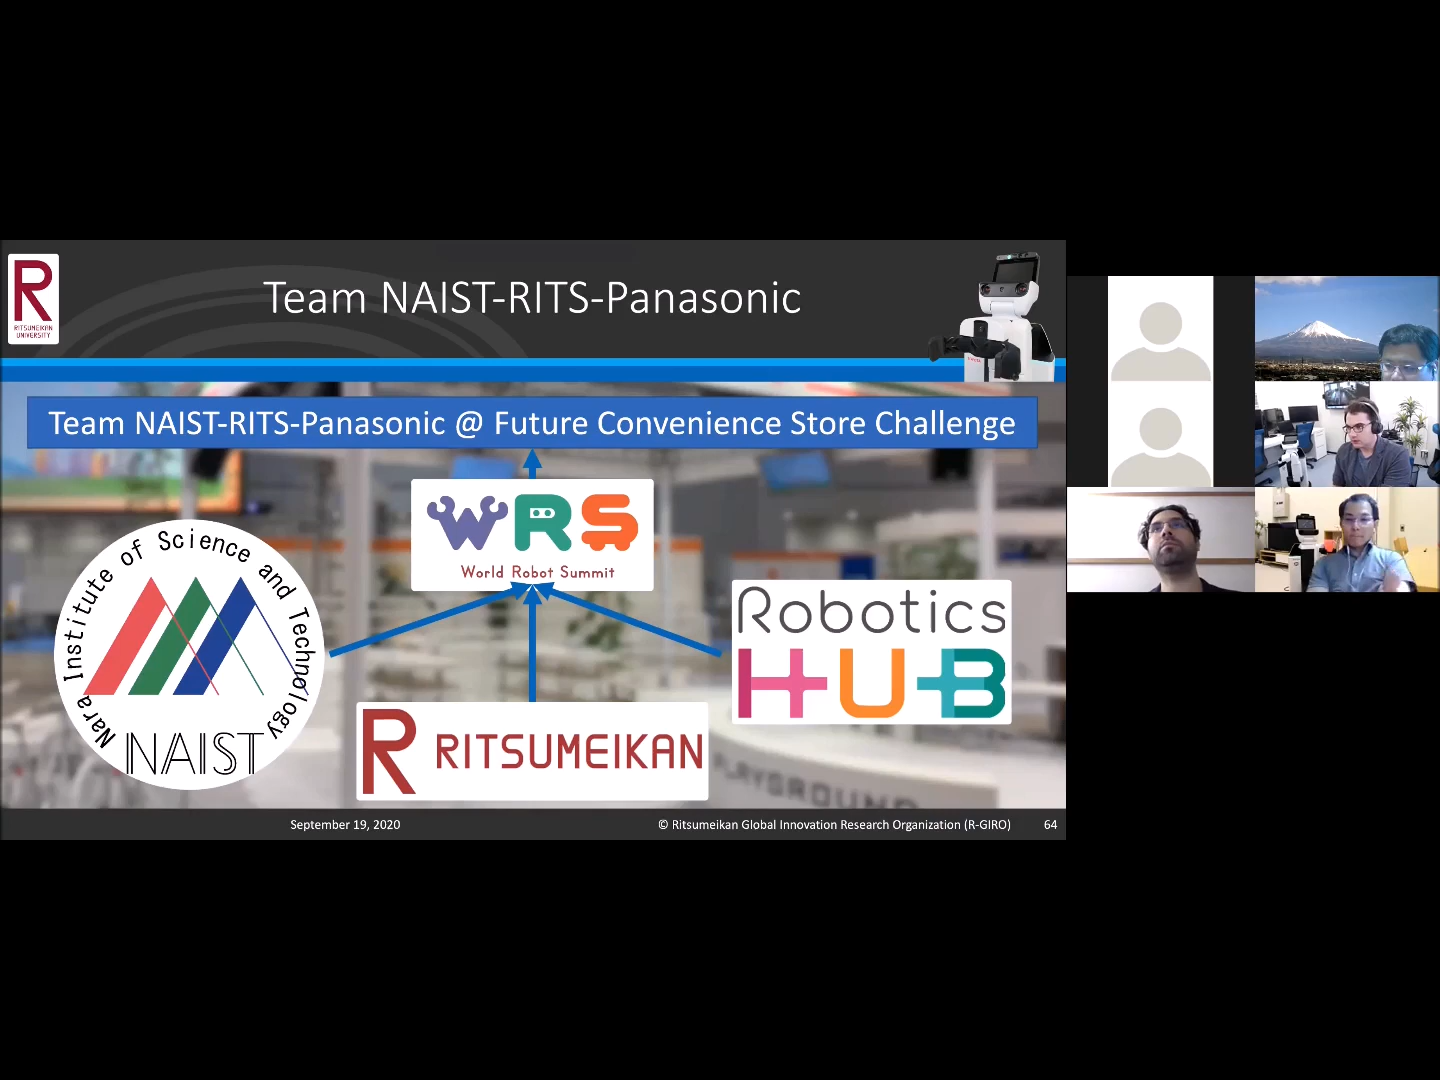 R
RITSUMEIKAN
UNIVERSITY
Team NAIST-RITS-Panasonic
Team NAIST-RITS-Panasonic @ Future Convenience Store Challenge
WRS
World Robot Summit
Nara Institute of Science and Technology
NAIST
Robotics
HUB
R RITSUMEIKAN
PLAYGROUND
September 19, 2020
© Ritsumeikan Global Innovation Research Organization (R-GIRO)
64